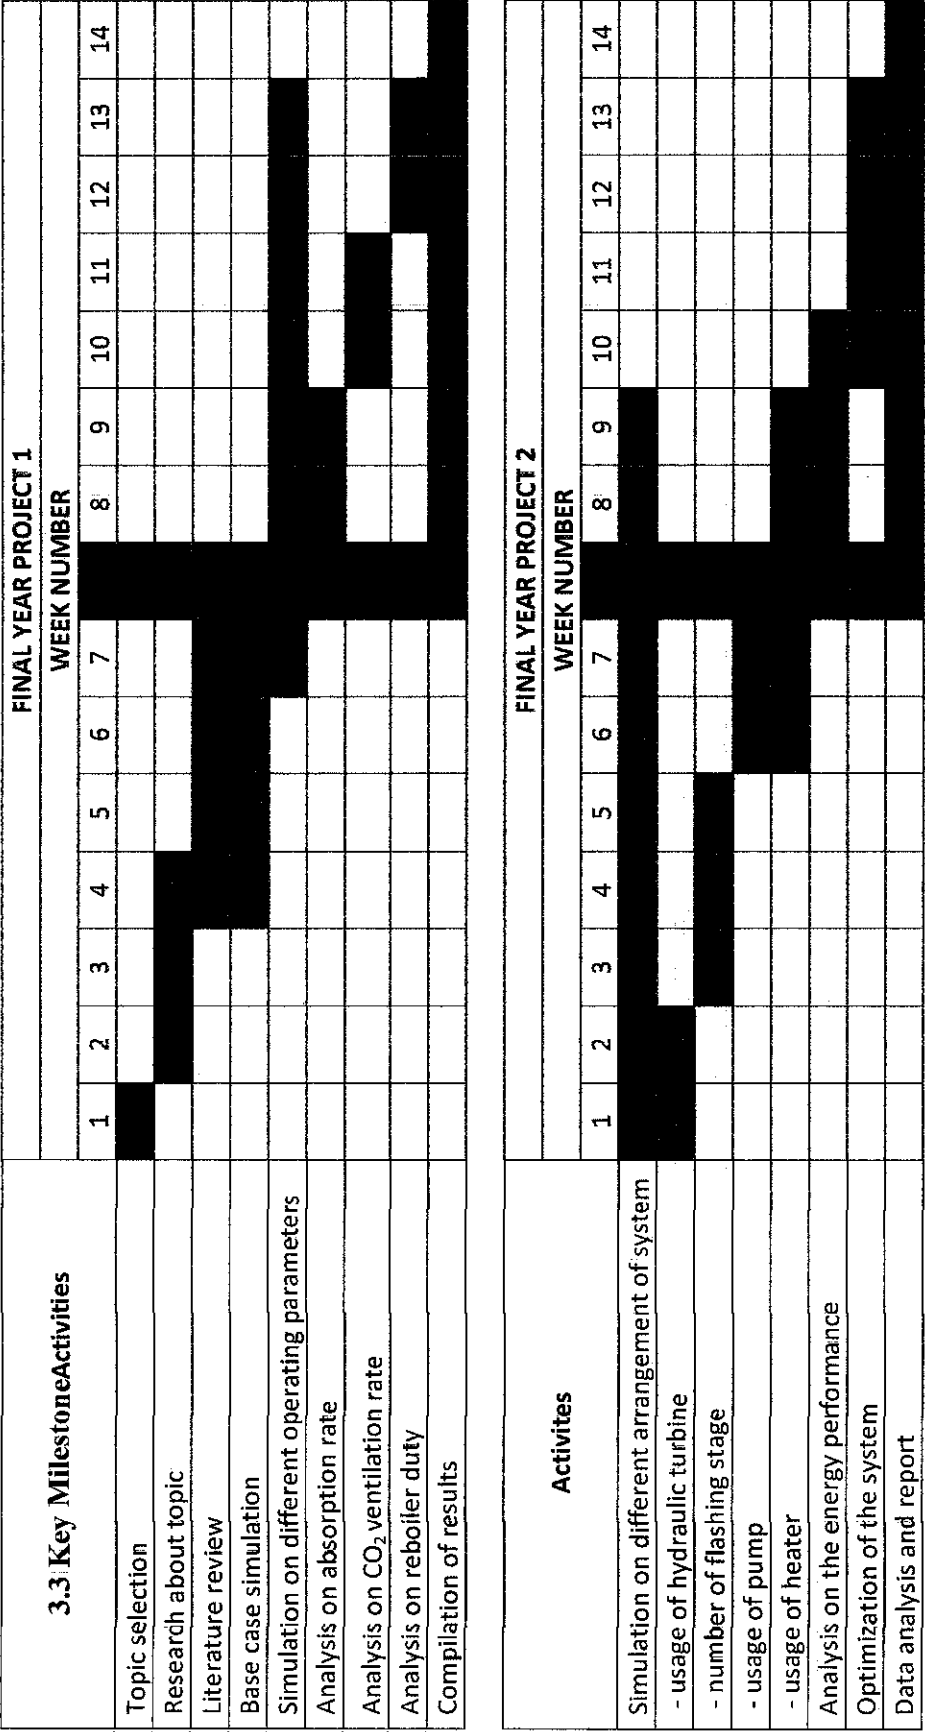 3.3 Key MilestoneActivities
FINAL YEAR PROJECT 1
WEEK NUMBER
1 2 3 4 5 6 7 8 9 10 11 12 13 14
Topic selection
Research about topic
Literature review
Base case simulation
Simulation on different operating parameters
Analysis on absorption rate
Analysis on CO₂ ventilation rate
Analysis on reboiler duty
Compilation of results
Activites
FINAL YEAR PROJECT 2
WEEK NUMBER
1 2 3 4 5 6 7 8 9 10 11 12 13 14
Simulation on different arrangement of system
- usage of hydraulic turbine
- number of flashing stage
- usage of pump
- usage of heater
Analysis on the energy performance
Optimization of the system
Data analysis and report